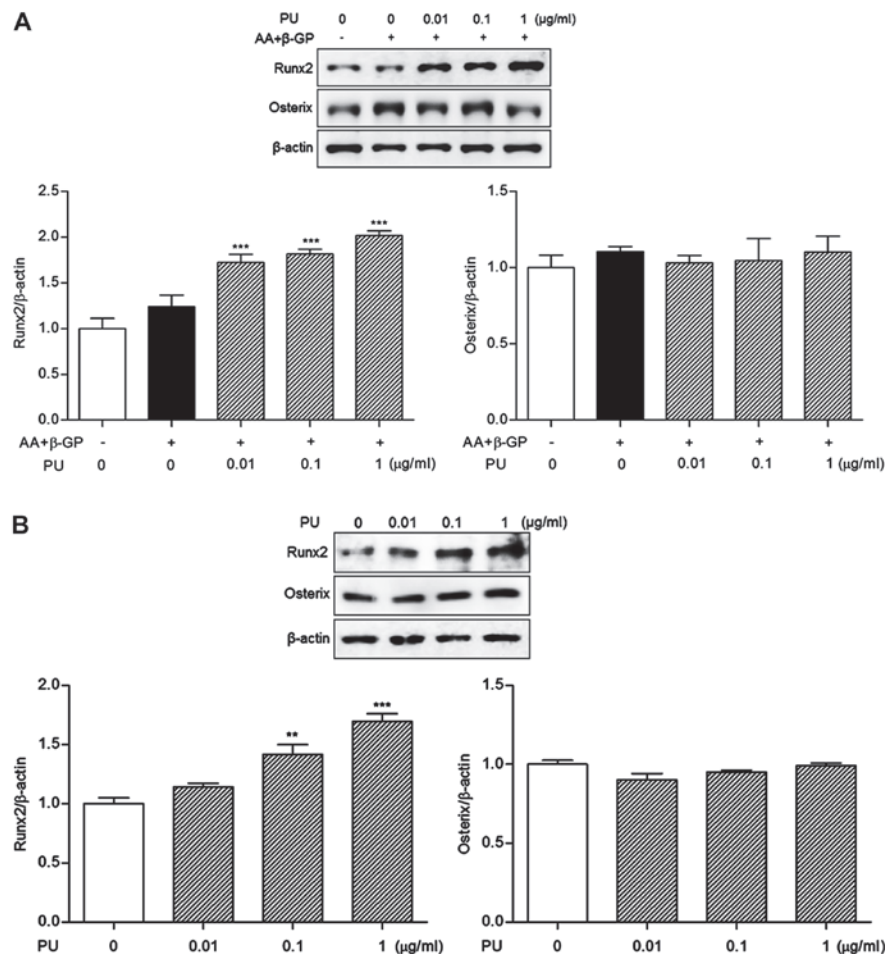 A
PU 0 0 0.01 0.1 1 (μg/ml)
AA+β-GP - + + + +
Runx2
Osterix
β-actin
Runx2/β-actin
2.5
2.0
1.5
1.0
0.5
0.0
*** *** ***
AA+β-GP - + + + +
PU 0 0 0.01 0.1 1 (μg/ml)
Osterix/β-actin
1.5
1.0
0.5
0.0
AA+β-GP - + + + +
PU 0 0 0.01 0.1 1 (μg/ml)
B
PU 0 0.01 0.1 1 (μg/ml)
Runx2
Osterix
β-actin
Runx2/β-actin
2.0
1.5
1.0
0.5
0.0
** ***
PU 0 0.01 0.1 1 (μg/ml)
Osterix/β-actin
1.5
1.0
0.5
0.0
PU 0 0.01 0.1 1 (μg/ml)